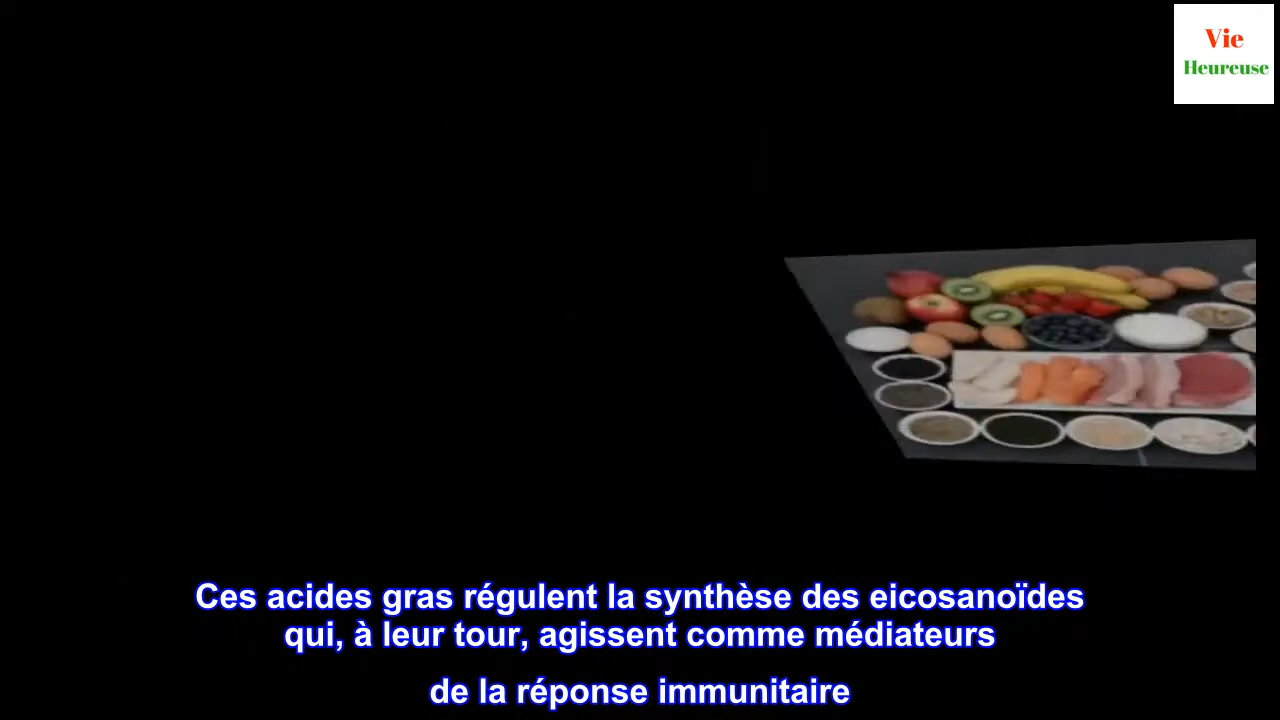 Vie
Heureuse
Ces acides gras régulent la synthèse des eicosanoïdes
qui, à leur tour, agissent comme médiateurs
de la réponse immunitaire